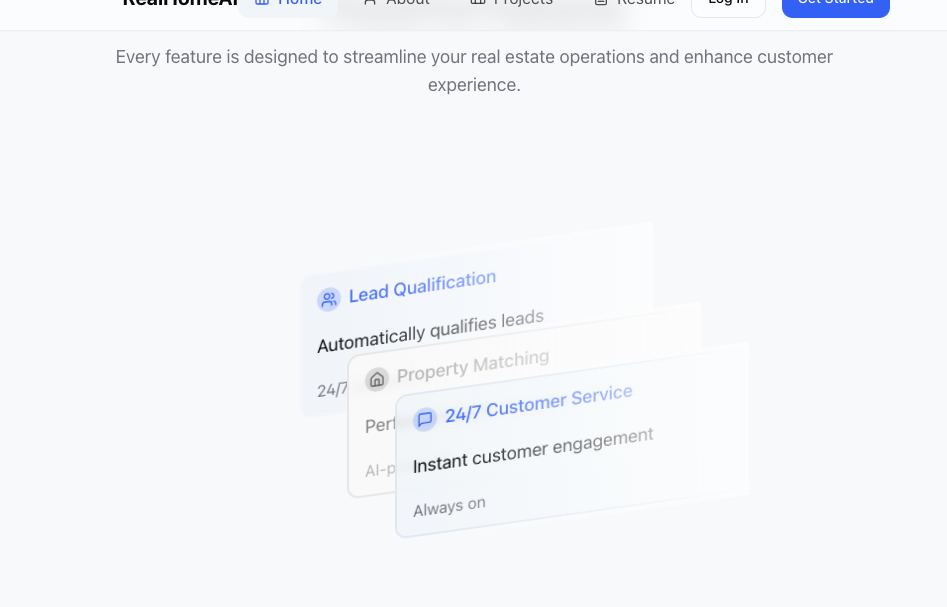 RealHomeAI Home About Projects Resume Log in Get Started
Every feature is designed to streamline your real estate operations and enhance customer
experience.
Lead Qualification
Automatically qualifies leads
24/7
Property Matching
AI-p
24/7 Customer Service
Instant customer engagement
Always on